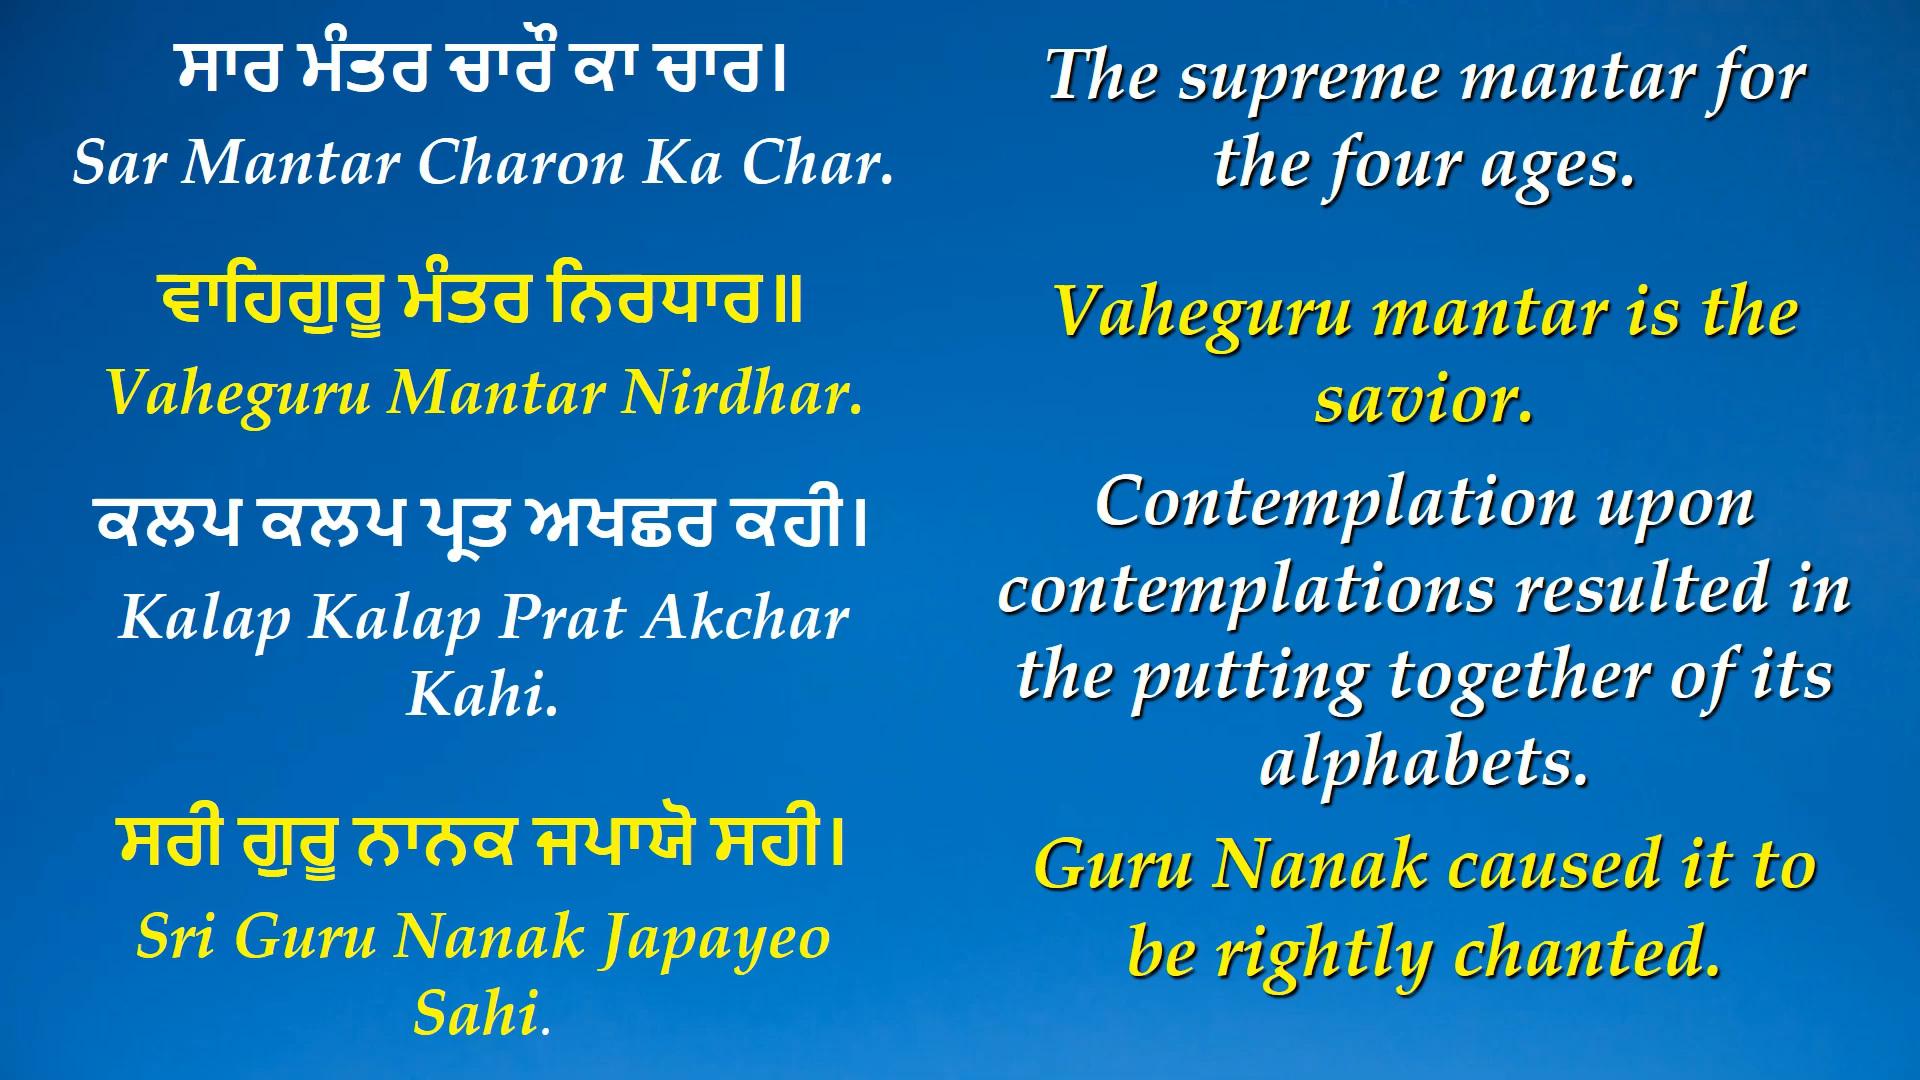 ਸਾਰ ਮੰਤਰ ਚਾਰੌਂ ਕਾ ਚਾਰ।
Sar Mantar Charon Ka Char.
ਵਾਹਿਗੁਰੂ ਮੰਤਰ ਨਿਰਧਾਰ॥
Vaheguru Mantar Nirdhar.
ਕਲਪ ਕਲਪ ਪ੍ਰਤ ਅਖਛਰ ਕਹੀ।
Kalap Kalap Prat Akchar
Kahi.
ਸਰੀ ਗੁਰੂ ਨਾਨਕ ਜਪਾਯੋ ਸਹੀ।
Sri Guru Nanak Japayeo
Sahi.
The supreme mantar for
the four ages.
Vaheguru mantar is the
savior.
Contemplation upon
contemplations resulted in
the putting together of its
alphabets.
Guru Nanak caused it to
be rightly chanted.